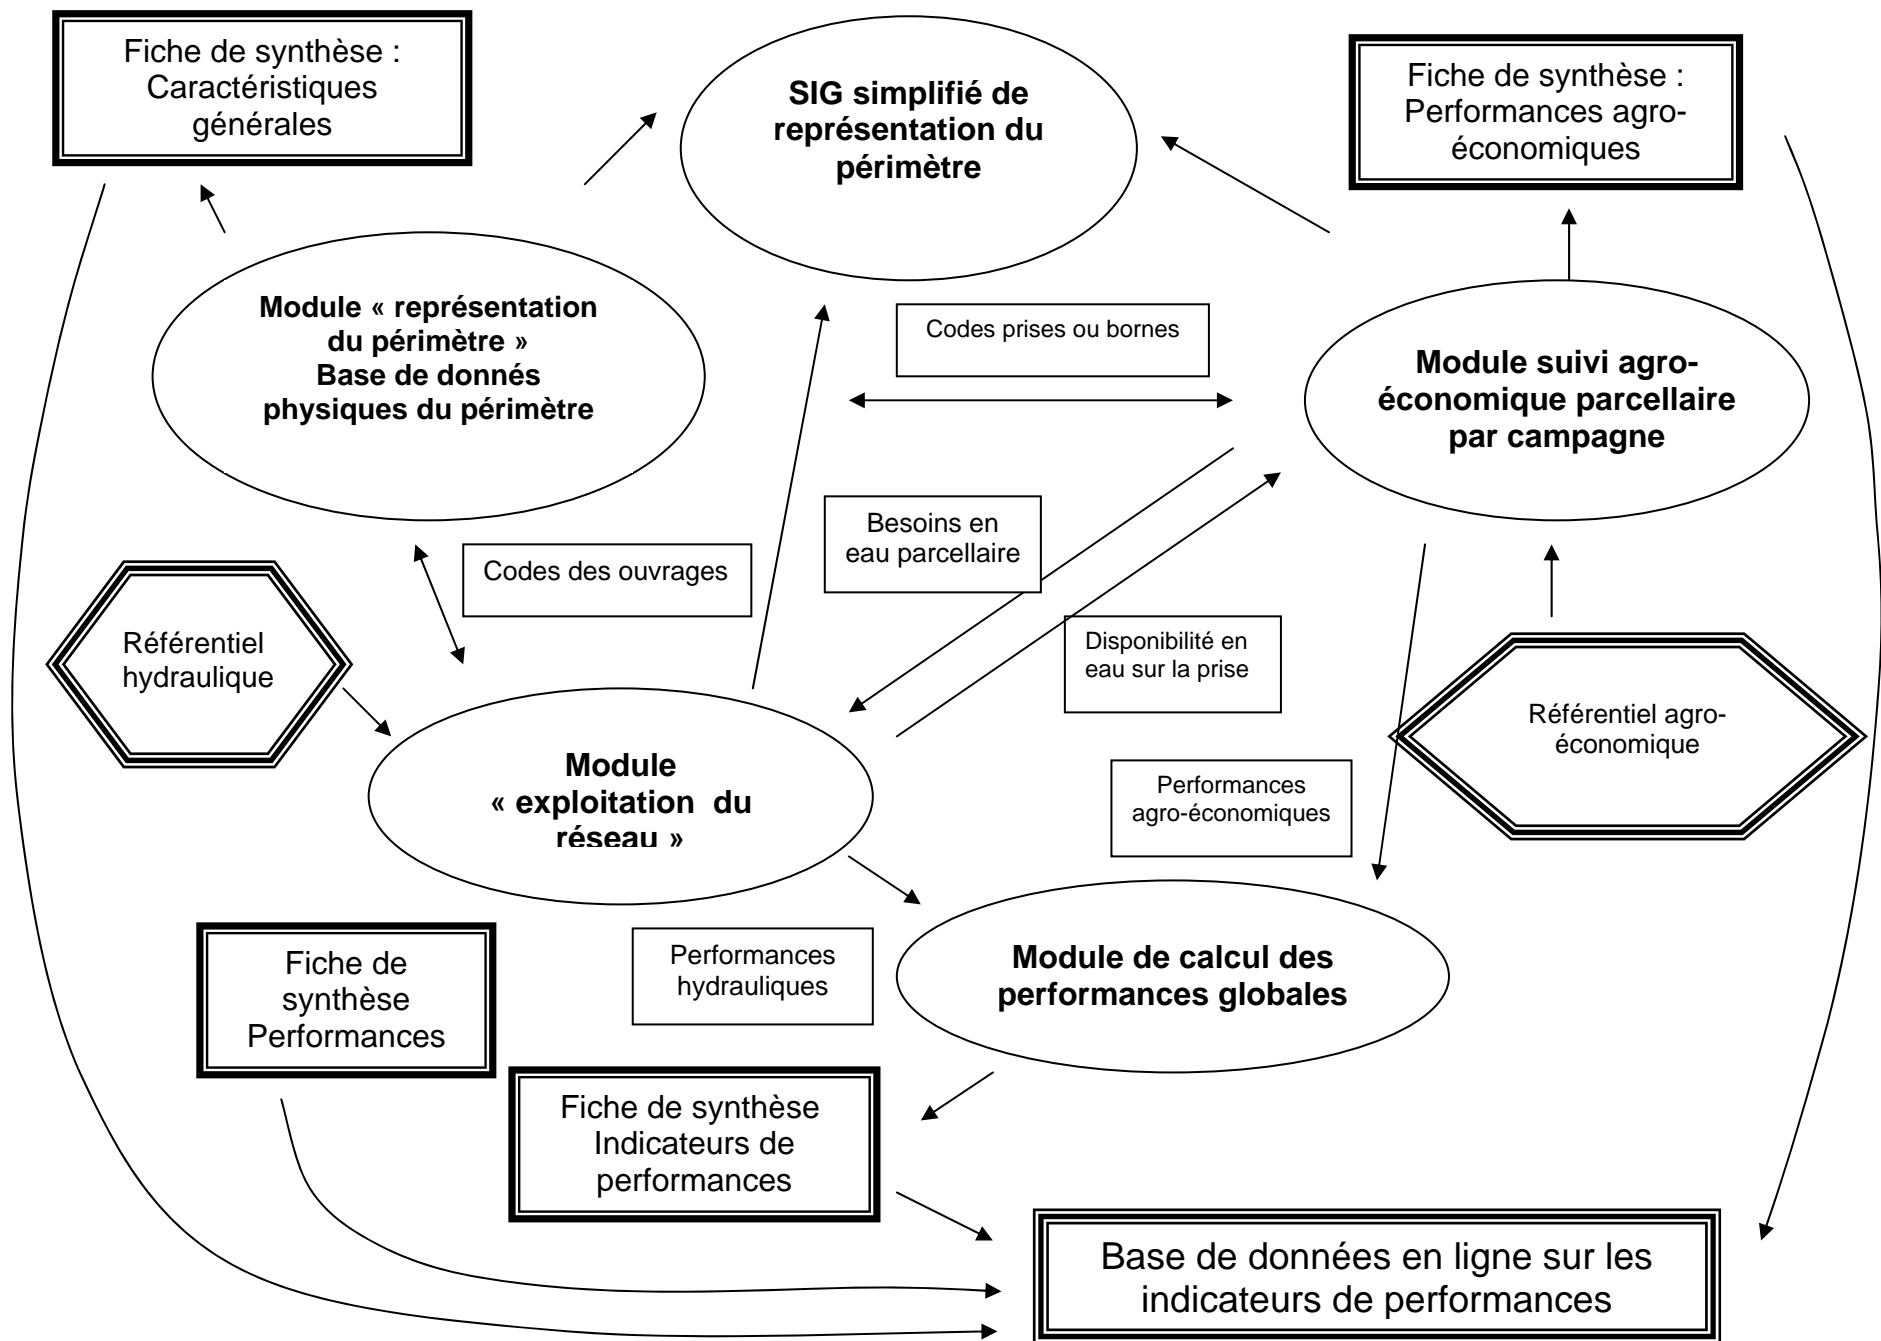 Fiche de synthèse :
Caractéristiques
générales
SIG simplifié de
représentation du
périmètre
Fiche de synthèse :
Performances agro-
économiques
Module « représentation
du périmètre »
Base de donnés
physiques du périmètre
Codes prises ou bornes
Module suivi agro-
économique parcellaire
par campagne
Besoins en
eau parcellaire
Codes des ouvrages
Référentiel
hydraulique
Disponibilité en
eau sur la prise
Référentiel agro-
économique
Module
« exploitation du
réseau »
Performances
agro-économiques
Fiche de
synthèse
Performances
Performances
hydrauliques
Module de calcul des
performances globales
Fiche de synthèse
Indicateurs de
performances
Base de données en ligne sur les
indicateurs de performances